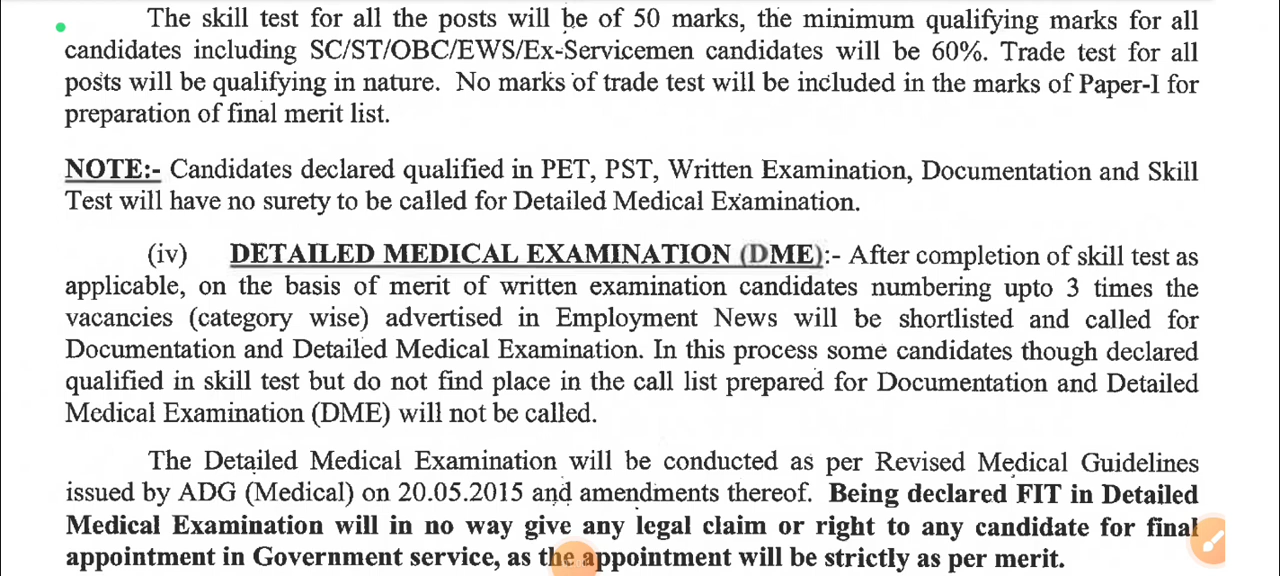 The skill test for all the posts will be of 50 marks, the minimum qualifying marks for all
candidates including SC/ST/OBC/EWS/Ex-Servicemen candidates will be 60%. Trade test for all
posts will be qualifying in nature. No marks of trade test will be included in the marks of Paper-I for
preparation of final merit list.
NOTE:- Candidates declared qualified in PET, PST, Written Examination, Documentation and Skill
Test will have no surety to be called for Detailed Medical Examination.
(iv) DETAILED MEDICAL EXAMINATION (DME):- After completion of skill test as
applicable, on the basis of merit of written examination candidates numbering upto 3 times the
vacancies (category wise) advertised in Employment News will be shortlisted and called for
Documentation and Detailed Medical Examination. In this process some candidates though declared
qualified in skill test but do not find place in the call list prepared for Documentation and Detailed
Medical Examination (DME) will not be called.
The Detailed Medical Examination will be conducted as per Revised Medical Guidelines
issued by ADG (Medical) on 20.05.2015 and amendments thereof. Being declared FIT in Detailed
Medical Examination will in no way give any legal claim or right to any candidate for final
appointment in Government service, as the appointment will be strictly as per merit.